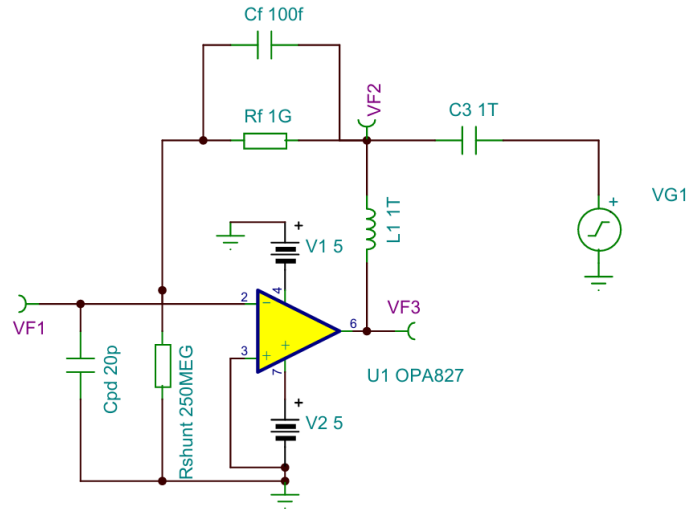 Cf 100f
Rf 1G
VF2
C3 1T
VG1
+
L1 1T
+
V1 5
VF1
2
4
6
VF3
3
7
U1 OPA827
Cpd 20p
Rshunt 250MEG
+
V2 5